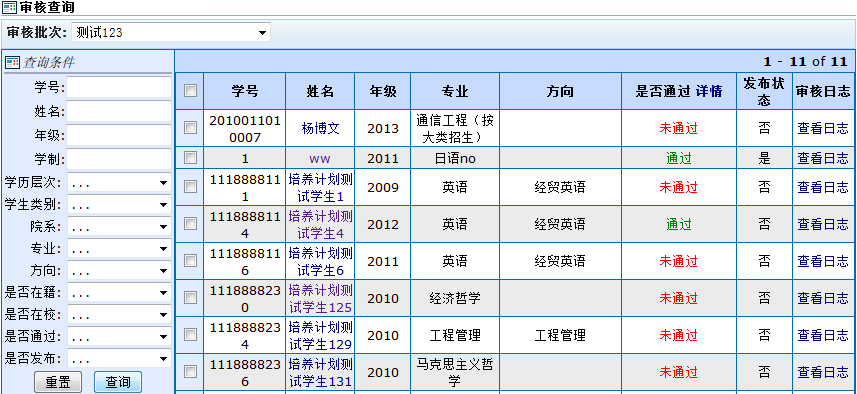 审核查询
审核批次: 测试123
查询条件
学号:
姓名:
年级:
学制:
学历层次: ...
学生类别: ...
院系: ...
专业: ...
方向: ...
是否在籍: ...
是否在校: ...
是否通过: ...
是否发布: ...
重置 查询
1 - 11 of 11
学号 姓名 年级 专业 方向 是否通过 详情 发布状态 审核日志
2010011010007 杨博文 2013 通信工程（按大类招生） 未通过 否 查看日志
1 ww 2011 日语no 通过 是 查看日志
1118888111 培养计划测试学生1 2009 英语 经贸英语 未通过 否 查看日志
1118888114 培养计划测试学生4 2012 英语 经贸英语 通过 否 查看日志
1118888116 培养计划测试学生6 2011 英语 经贸英语 未通过 否 查看日志
1118888230 培养计划测试学生125 2010 经济哲学 未通过 否 查看日志
1118888234 培养计划测试学生129 2010 工程管理 工程管理 未通过 否 查看日志
1118888236 培养计划测试学生131 2010 马克思主义哲学 未通过 否 查看日志